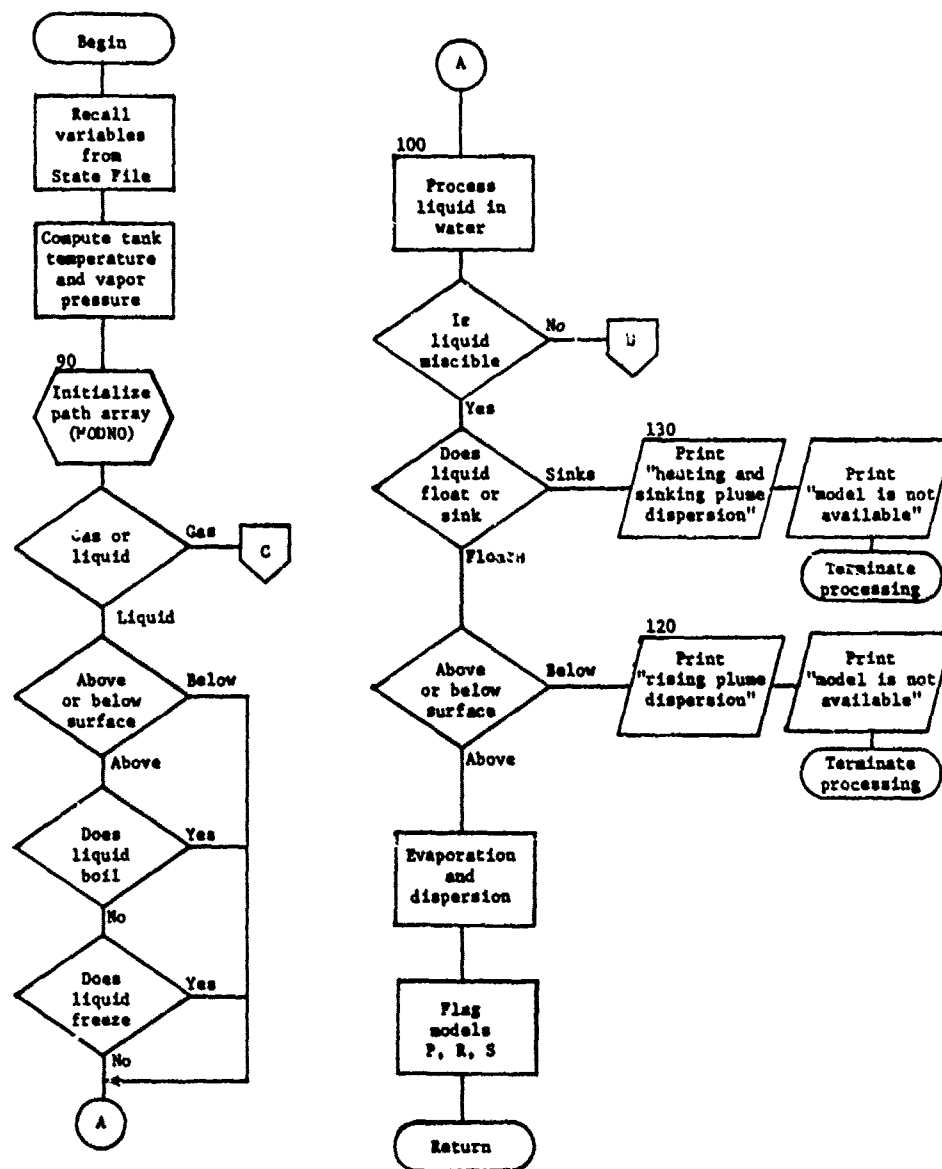 Begin
Recall
variables
from
State File
Compute tank
temperature
and vapor
pressure
90
Initialize
path array
(MODNO)
Gas or
liquid
Gas
C
Liquid
Above
or below
surface
Below
Above
Does
liquid
boil
Yes
No
Does
liquid
freeze
Yes
No
A
A
100
Process
liquid in
water
Is
liquid
miscible
No
Yes
Does
liquid
float or
sink
Sinks
Floats
130
Print
"heating and
sinking plume
dispersion"
Print
"model is not
available"
Terminate
processing
Above
or below
surface
Below
Above
120
Print
"rising plume
dispersion"
Print
"model is not
available"
Terminate
processing
Evaporation
and
dispersion
Flag
models
P, R, S
Return